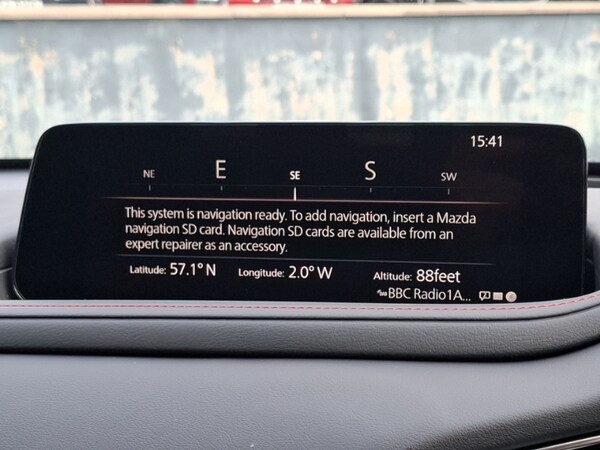 15:41
NE E SE S SW
This system is navigation ready. To add navigation, insert a Mazda
navigation SD card. Navigation SD cards are available from an
expert repairer as an accessory.
Latitude: 57.1° N Longitude: 2.0° W Altitude: 88feet
BBC Radio1A...